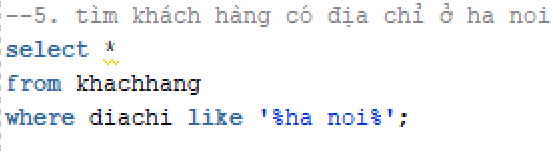 --5. tìm khách hàng có địa chỉ ở ha noi
select *
from khachhang
where diachi like '%ha noi%';